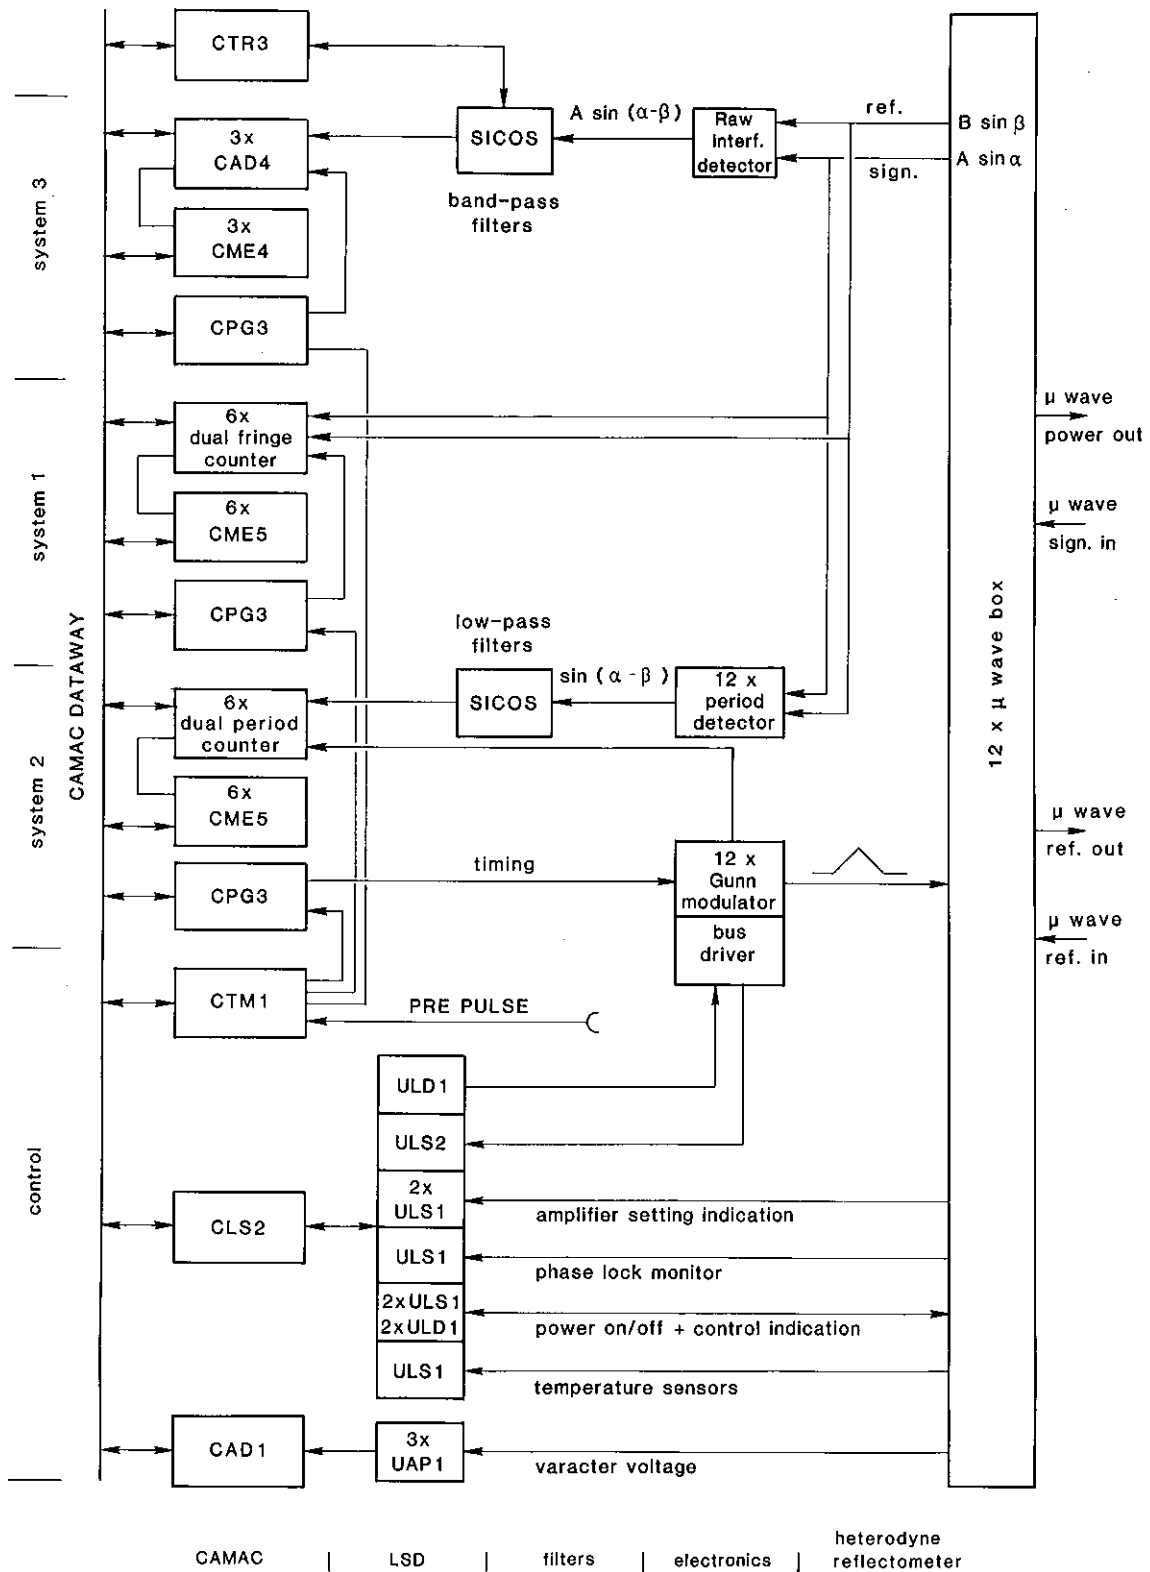 CTR3
A sin (α-β)
ref.
B sin β
SICOS
Raw
interf.
detector
3x
CAD4
sign.
A sin α
band-pass
filters
system 3
3x
CME4
CPG3
μ wave
power out
6x
dual fringe
counter
system 1
6x
CME5
μ wave
sign. in
CPG3
low-pass
filters
CAMAC DATAWAY
12 x μ wave box
sin (α - β)
SICOS
12 x
period
detector
6x
dual period
counter
system 2
6x
CME5
μ wave
ref. out
timing
12 x
Gunn
modulator
CPG3
bus
driver
μ wave
ref. in
CTM1
PRE PULSE
ULD1
ULS2
control
2x
ULS1
amplifier setting indication
CLS2
ULS1
phase lock monitor
2xULS1
2xULD1
power on/off + control indication
ULS1
temperature sensors
CAD1
3x
UAP1
varacter voltage
CAMAC | LSD | filters | electronics | heterodyne
reflectometer